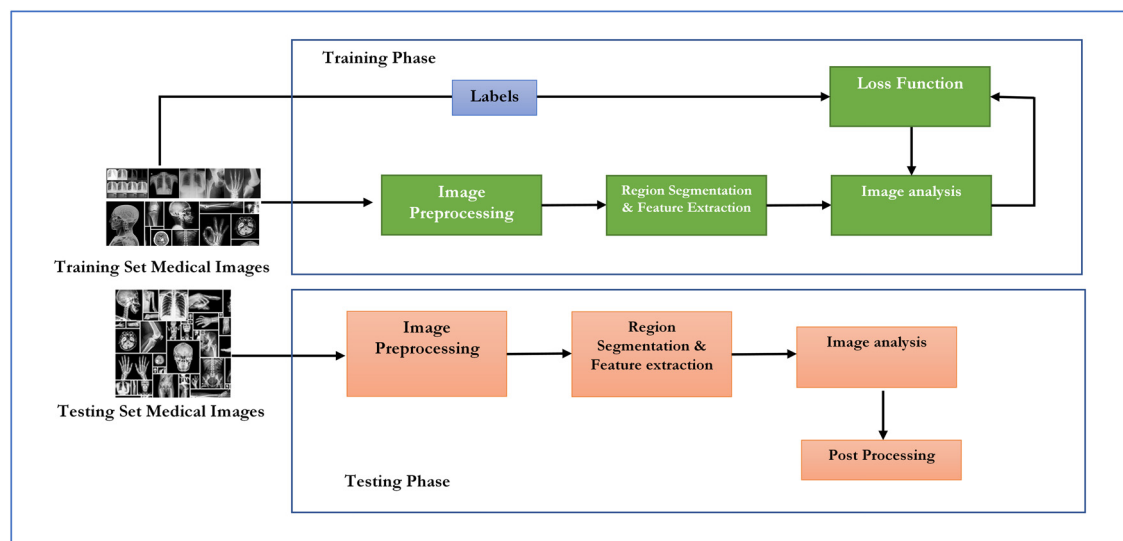 Training Phase
Labels
Loss Function
Image
Preprocessing
Region Segmentation
& Feature Extraction
Image analysis
Training Set Medical Images
Image
Preprocessing
Region
Segmentation &
Feature extraction
Image analysis
Testing Set Medical Images
Post Processing
Testing Phase